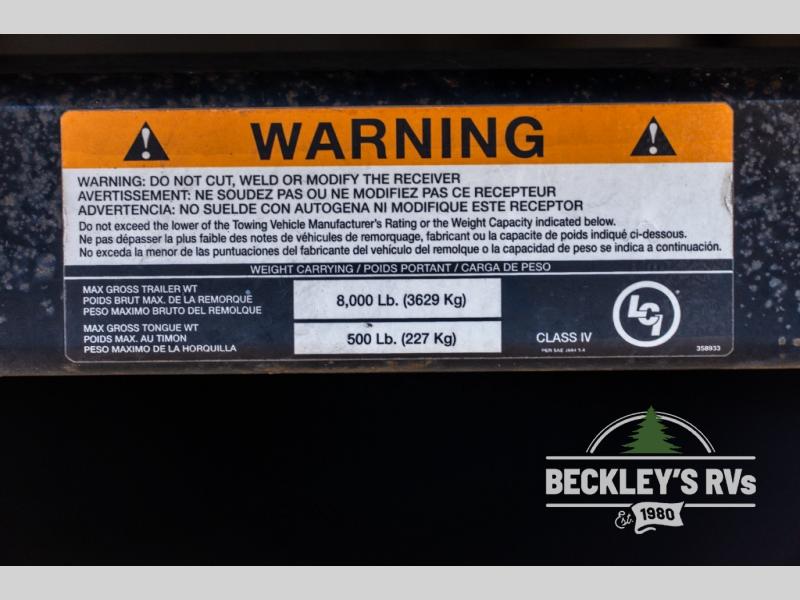 WARNING
WARNING: DO NOT CUT, WELD OR MODIFY THE RECEIVER
AVERTISSEMENT: NE SOUDEZ PAS OU NE MODIFIEZ PAS CE RECEPTEUR
ADVERTENCIA: NO SUELDE CON AUTOGENA NI MODIFIQUE ESTE RECEPTOR
Do not exceed the lower of the Towing Vehicle Manufacturer's Rating or the Weight Capacity indicated below.
Ne pas dépasser la plus faible des notes de véhicules de remorquage, fabricant ou la capacite de poids indiqué ci-dessous.
No exceda la menor de las puntuaciones del fabricante del vehículo del remolque o la capacidad de peso se indica a continuación.
WEIGHT CARRYING / POIDS PORTANT / CARGA DE PESO
MAX GROSS TRAILER WT
POIDS BRUT MAX. DE LA REMORQUE
PESO MAXIMO BRUTO DEL REMOLQUE
8,000 Lb. (3629 Kg)
MAX GROSS TONGUE WT
POIDS MAX. AU TIMON
PESO MAXIMO DE LA HORQUILLA
500 Lb. (227 Kg)
CLASS IV
PER SAE J684
LCI
358933
BECKLEY'S RVs
Est. 1980